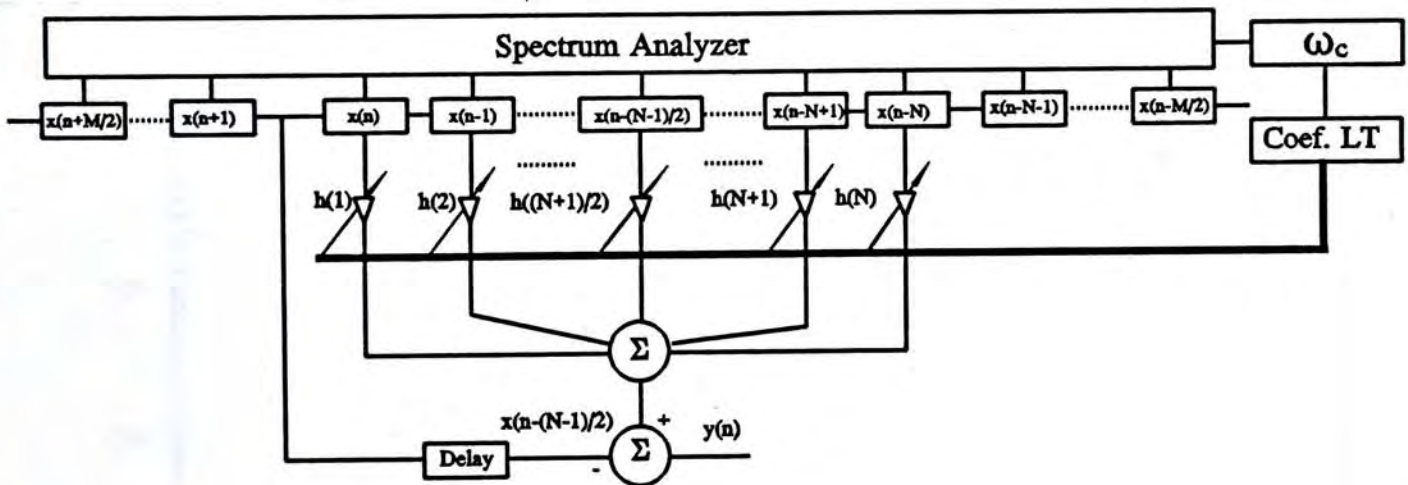 Spectrum Analyzer
ωc
x(n+M/2)
x(n+1)
x(n)
x(n-1)
x(n-(N-1)/2)
x(n-N+1)
x(n-N)
x(n-N-1)
x(n-M/2)
Coef. LT
h(1)
h(2)
h((N+1)/2)
h(N+1)
h(N)
Σ
x(n-(N-1)/2)
+
y(n)
Delay
-
Σ